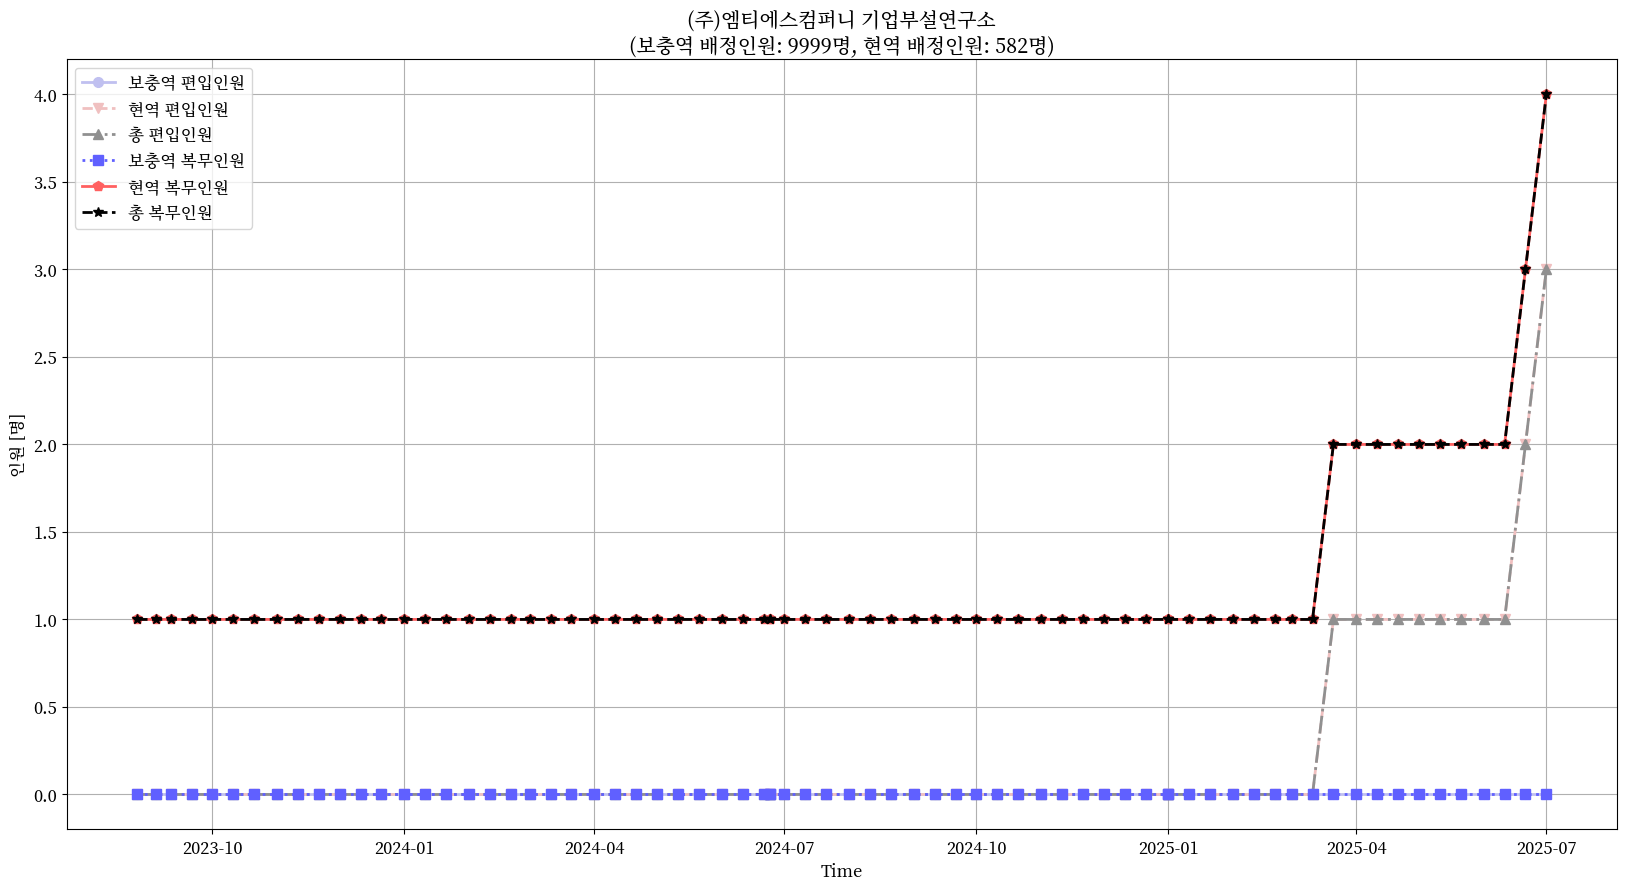 (주)엠티에스컴퍼니 기업부설연구소
(보충역 배정인원: 9999명, 현역 배정인원: 582명)
보충역 편입인원
현역 편입인원
총 편입인원
보충역 복무인원
현역 복무인원
총 복무인원
4.0
3.5
3.0
2.5
2.0
1.5
1.0
0.5
0.0
인원 [명]
2023-10
2024-01
2024-04
2024-07
2024-10
2025-01
2025-04
2025-07
Time